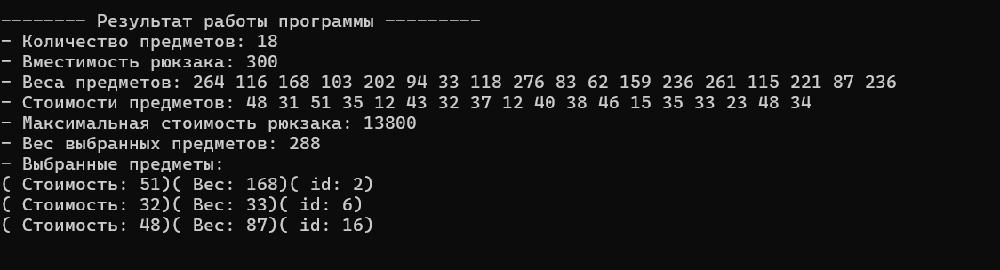 -------- Результат работы программы ---------
- Количество предметов: 18
- Вместимость рюкзака: 300
- Веса предметов: 264 116 168 103 202 94 33 118 276 83 62 159 236 261 115 221 87 236
- Стоимости предметов: 48 31 51 35 12 43 32 37 12 40 38 46 15 35 33 23 48 34
- Максимальная стоимость рюкзака: 13800
- Вес выбранных предметов: 288
- Выбранные предметы:
( Стоимость: 51)( Вес: 168)( id: 2)
( Стоимость: 32)( Вес: 33)( id: 6)
( Стоимость: 48)( Вес: 87)( id: 16)